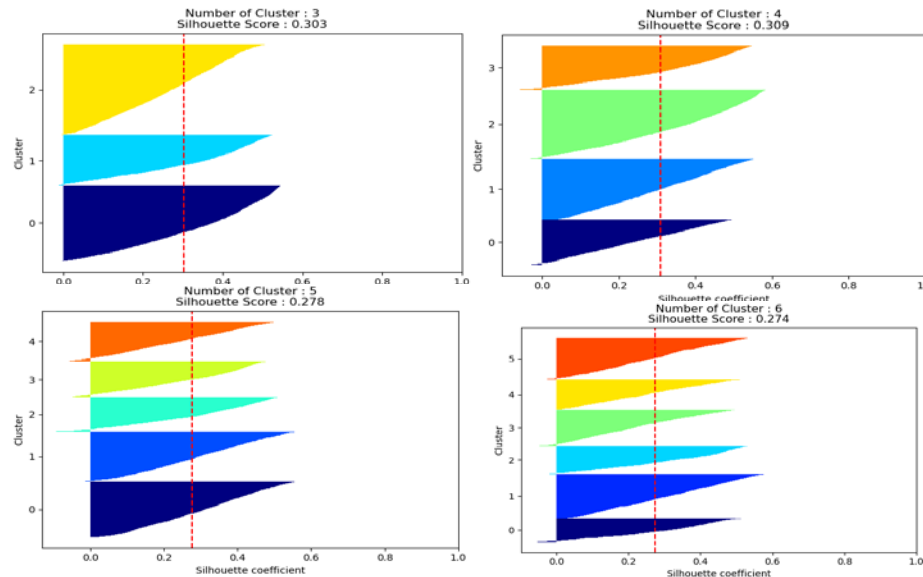 Number of Cluster : 3
Silhouette Score : 0.303
Cluster
2
1
0
0.0 0.2 0.4 0.6 0.8 1.0
Number of Cluster : 4
Silhouette Score : 0.309
Cluster
3
2
1
0
0.0 0.2 0.4 0.6 0.8 1.0
Silhouette coefficient
Number of Cluster : 5
Silhouette Score : 0.278
Cluster
4
3
2
1
0
0.0 0.2 0.4 0.6 0.8 1.0
Silhouette coefficient
Number of Cluster : 6
Silhouette Score : 0.274
Cluster
5
4
3
2
1
0
0.0 0.2 0.4 0.6 0.8 1.0
Silhouette coefficient